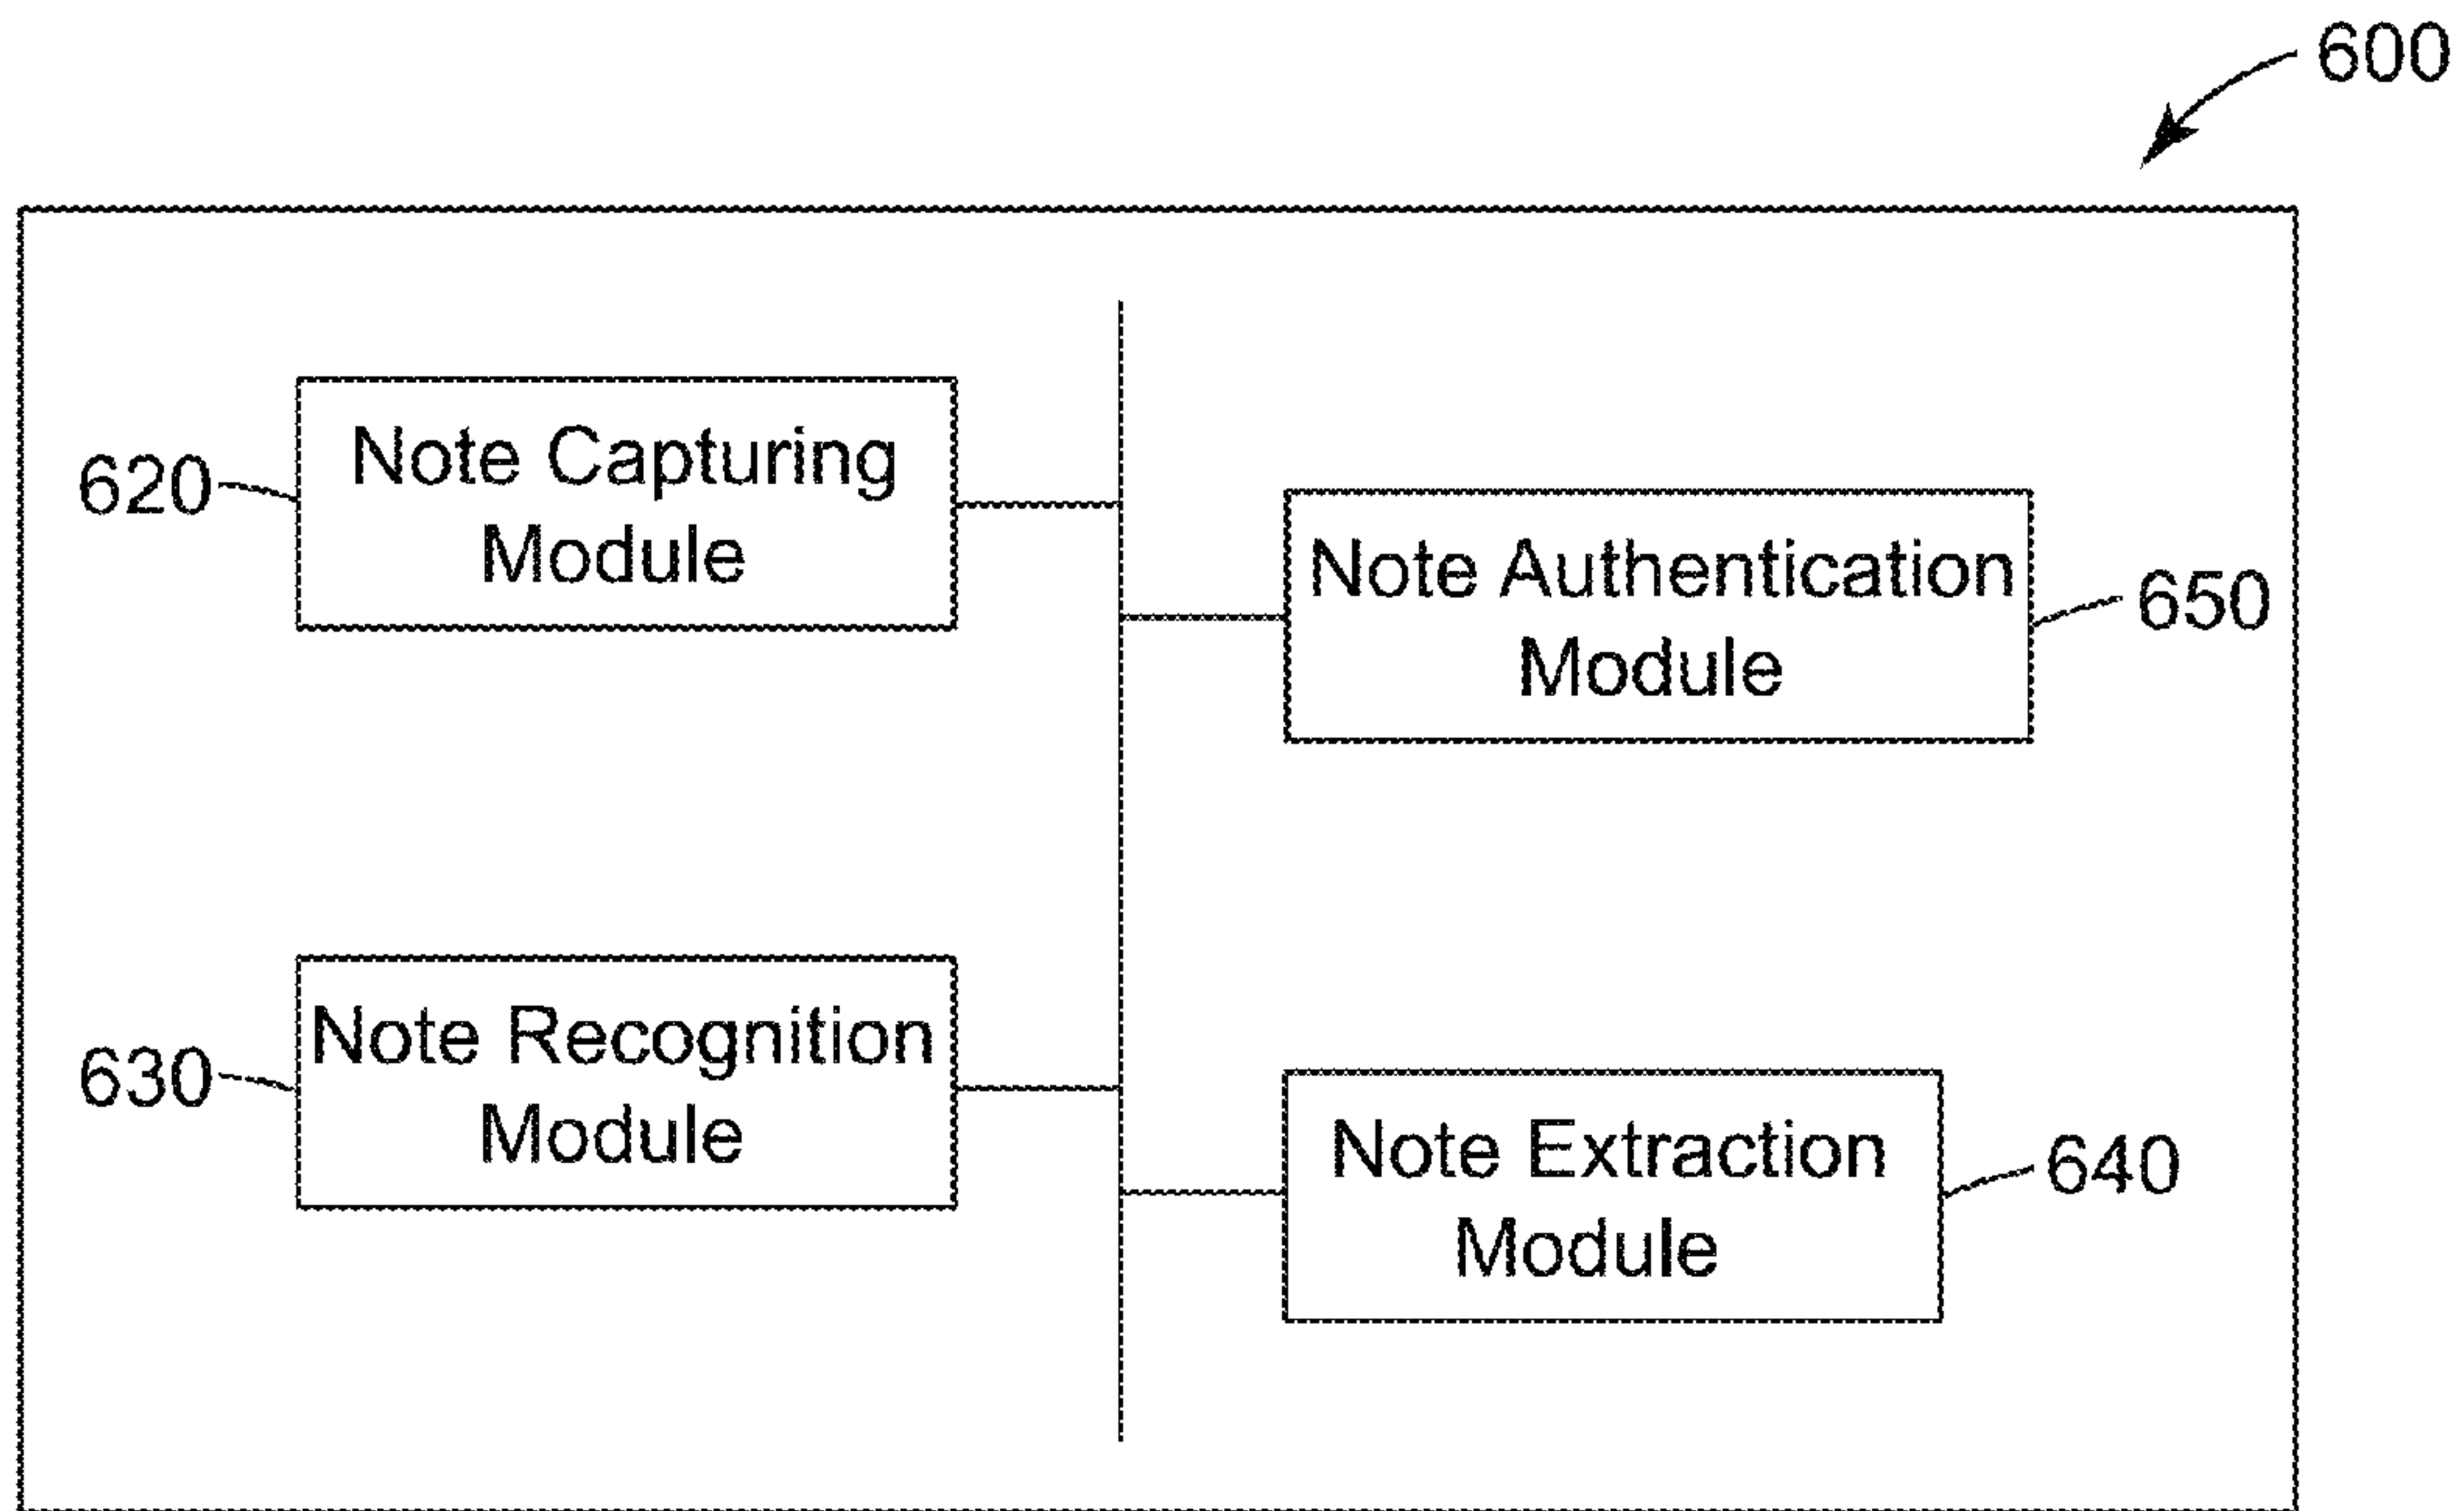 600
620
Note Capturing
Module
Note Authentication
Module
650
630
Note Recognition
Module
Note Extraction
Module
640